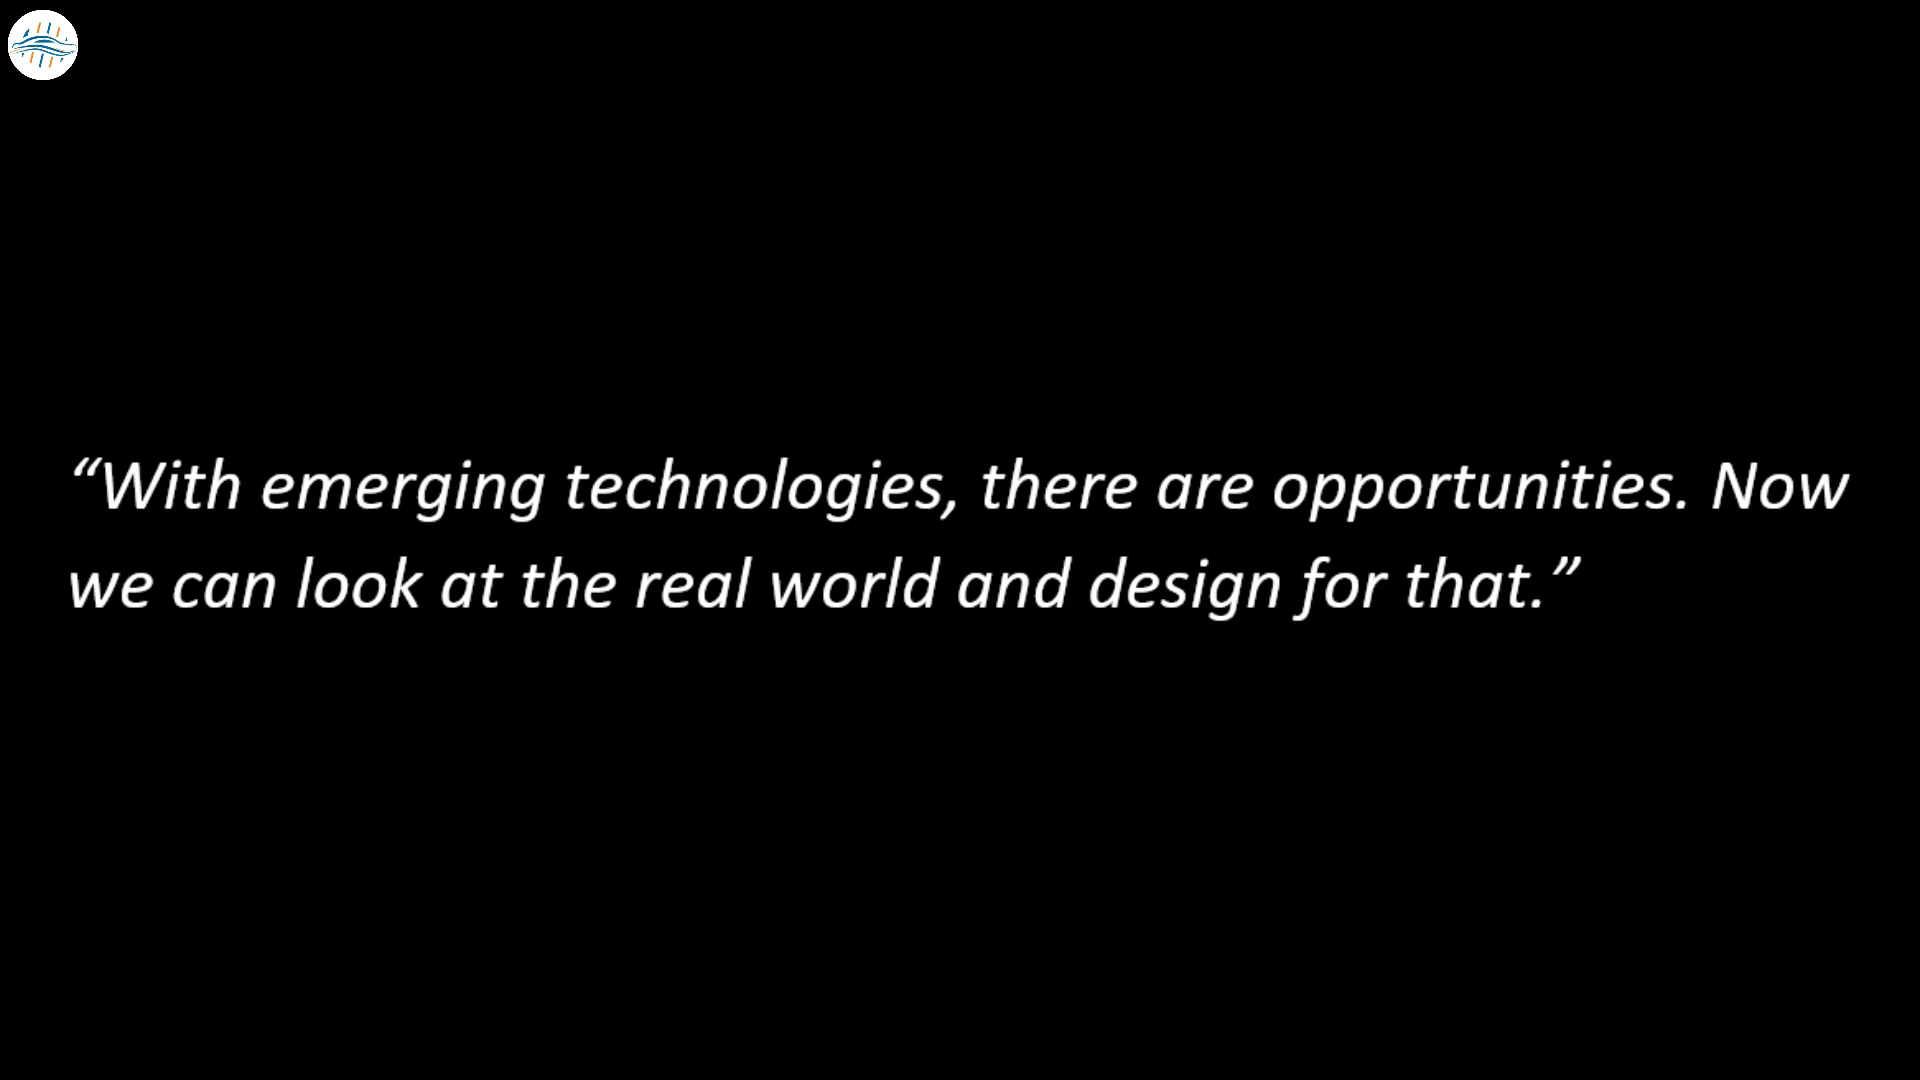 “With emerging technologies, there are opportunities. Now
we can look at the real world and design for that.”